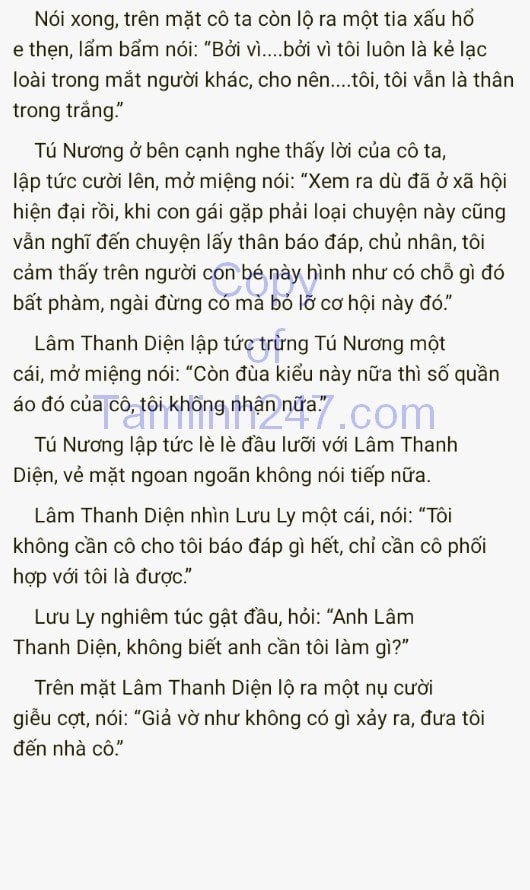 Nói xong, trên mặt cô ta còn lộ ra một tia xấu hổ
e thẹn, lẩm bẩm nói: “Bởi vì....bởi vì tôi luôn là kẻ lạc
loài trong mắt người khác, cho nên....tôi, tôi vẫn là thân
trong trắng.”
Tú Nương ở bên cạnh nghe thấy lời của cô ta,
lập tức cười lên, mở miệng nói: “Xem ra dù đã ở xã hội
hiện đại rồi, khi con gái gặp phải loại chuyện này cũng
vẫn nghĩ đến chuyện lấy thân báo đáp, chủ nhân, tôi
cảm thấy trên người con bé này hình như có chỗ gì đó
bất phàm, ngài đừng có mà bỏ lỡ cơ hội này đó.”
Lâm Thanh Diện lập tức trừng Tú Nương một
cái, mở miệng nói: “Còn đùa kiểu này nữa thì số quần
áo đó của cô, tôi không nhận nữa.”
Tú Nương lập tức lè lè đầu lưỡi với Lâm Thanh
Diện, vẻ mặt ngoan ngoãn không nói tiếp nữa.
Lâm Thanh Diện nhìn Lưu Ly một cái, nói: “Tôi
không cần cô cho tôi báo đáp gì hết, chỉ cần cô phối
hợp với tôi là được.”
Lưu Ly nghiêm túc gật đầu, hỏi: “Anh Lâm
Thanh Diện, không biết anh cần tôi làm gì?”
Trên mặt Lâm Thanh Diện lộ ra một nụ cười
giễu cợt, nói: “Giả vờ như không có gì xảy ra, đưa tôi
đến nhà cô.”
Copy
of
Tamlinh247.com